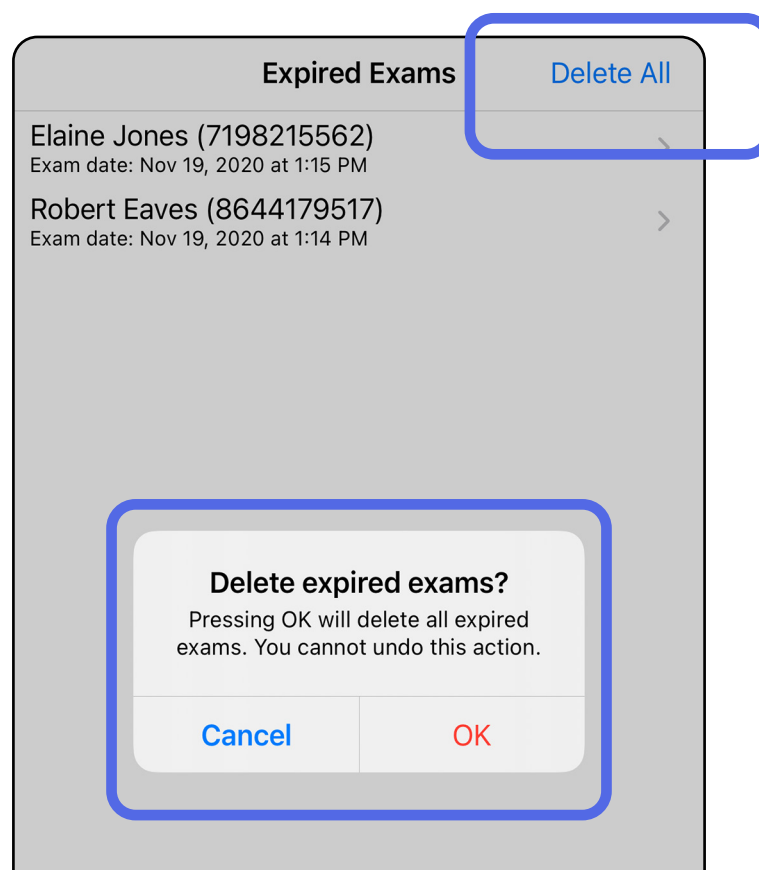 Expired Exams
Delete All
Elaine Jones (7198215562)
Exam date: Nov 19, 2020 at 1:15 PM
Robert Eaves (8644179517)
Exam date: Nov 19, 2020 at 1:14 PM
Delete expired exams?
Pressing OK will delete all expired
exams. You cannot undo this action.
Cancel
OK